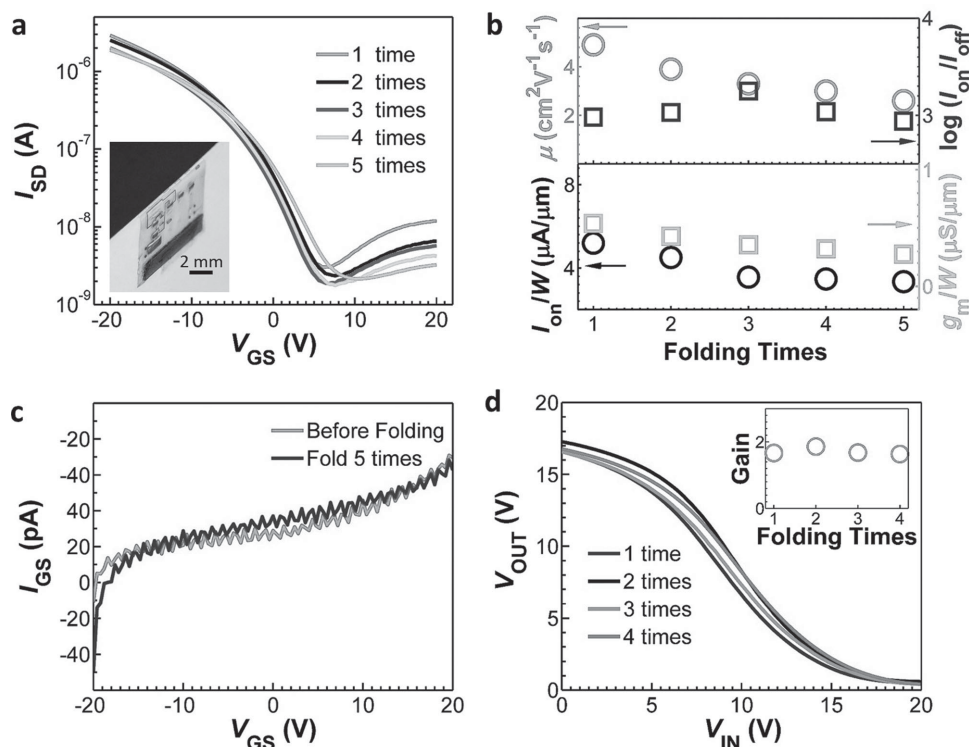 a
10⁻⁶
10⁻⁷
10⁻⁸
10⁻⁹
I_SD (A)
1 time
2 times
3 times
4 times
5 times
2 mm
-20 -10 0 10 20
V_GS (V)
b
4
2
μ (cm²V⁻¹s⁻¹)
4
3
log (I_on/I_off)
8
4
I_on/W (μA/μm)
1
0
g_m/W (μS/μm)
1 2 3 4 5
Folding Times
c
-40
-20
0
20
40
20
0
-20
-40
I_GS (pA)
Before Folding
Fold 5 times
-20 -10 0 10 20
V_GS (V)
d
20
15
10
5
0
V_OUT (V)
1 time
2 times
3 times
4 times
2
0
Gain
1 2 3 4
Folding Times
0 5 10 15 20
V_IN (V)